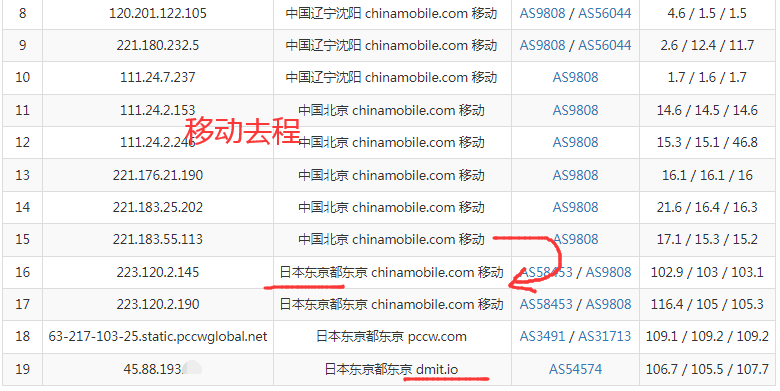 8 120.201.122.105 中国辽宁沈阳 chinamobile.com 移动 AS9808 / AS56044 4.6 / 1.5 / 1.5
9 221.180.232.5 中国辽宁沈阳 chinamobile.com 移动 AS9808 / AS56044 2.6 / 12.4 / 11.7
10 111.24.7.237 中国辽宁沈阳 chinamobile.com 移动 AS9808 1.7 / 1.6 / 1.7
11 111.24.2.153 中国北京 chinamobile.com 移动 AS9808 14.6 / 14.5 / 14.6
移动去程
12 111.24.2.246 中国北京 chinamobile.com 移动 AS9808 15.3 / 15.1 / 46.8
13 221.176.21.190 中国北京 chinamobile.com 移动 AS9808 16.1 / 16.1 / 16
14 221.183.25.202 中国北京 chinamobile.com 移动 AS9808 21.6 / 16.4 / 16.3
15 221.183.55.113 中国北京 chinamobile.com 移动 AS9808 17.1 / 15.3 / 15.2
16 223.120.2.145 日本东京都东京 chinamobile.com 移动 AS58453 / AS9808 102.9 / 103 / 103.1
17 223.120.2.190 日本东京都东京 chinamobile.com 移动 AS58453 / AS9808 116.4 / 105 / 105.3
18 63-217-103-25.static.pccwglobal.net 日本东京都东京 pccw.com AS3491 / AS31713 109.1 / 109.2 / 109.2
19 45.88.193. 日本东京都东京 dmit.io AS54574 106.7 / 105.5 / 107.7